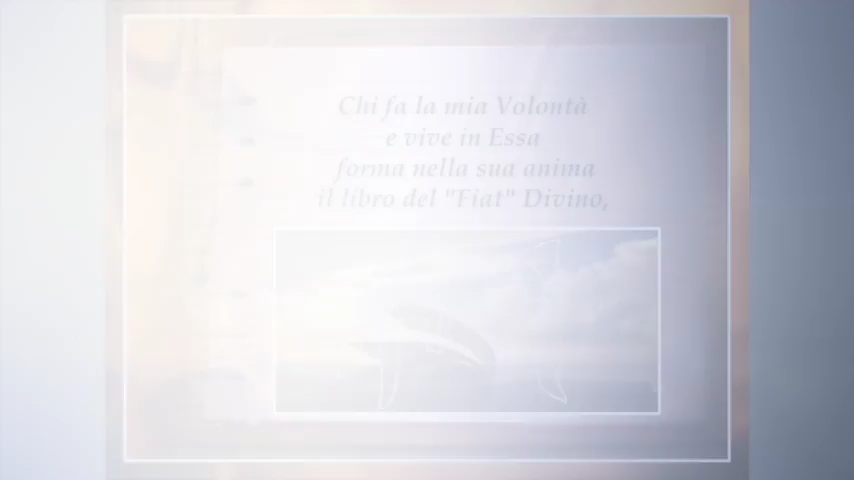 Chi fa la mia Volontà
e vive in Essa
forma nella sua anima
il libro del "Fiat" Divino,